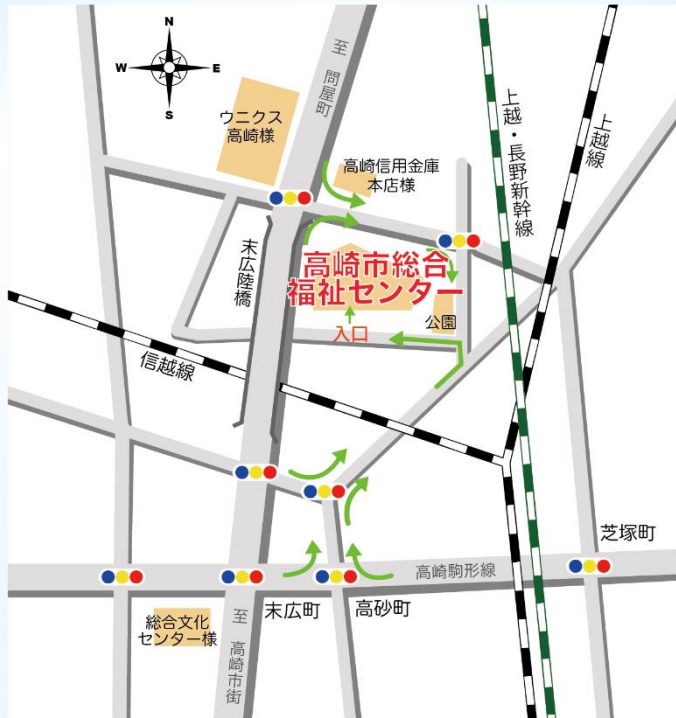 N
W
E
S
至 問屋町
ウニクス
高崎様
高崎信用金庫
本店様
上越・長野新幹線
上越線
末広陸橋
高崎市総合
福祉センター
公園
入口
信越線
芝塚町
高崎駒形線
末広町
高砂町
総合文化
センター様
至 高崎市街